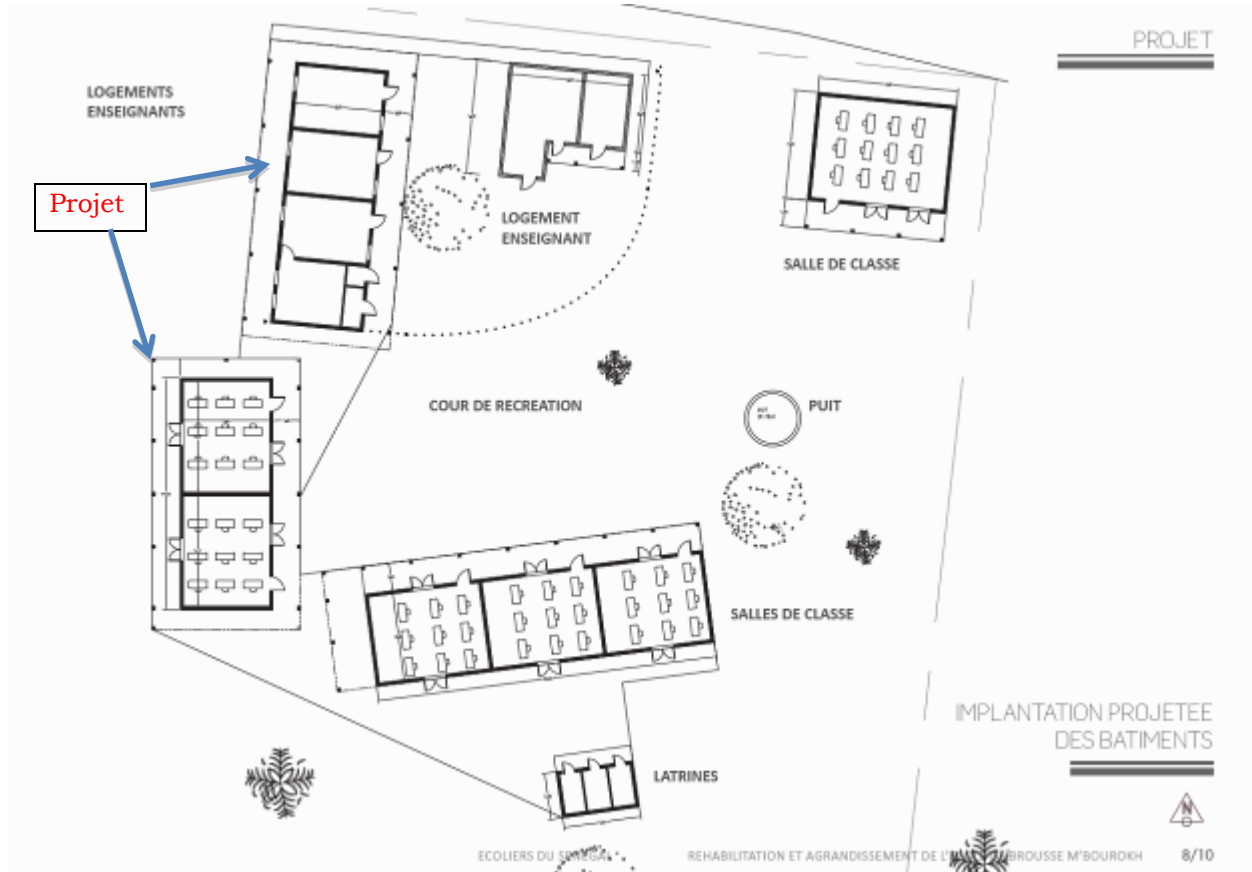 PROJET
LOGEMENTS
ENSEIGNANTS
Projet
LOGEMENT
ENSEIGNANT
SALLE DE CLASSE
COUR DE RECREATION
PUIT
SALLES DE CLASSE
IMPLANTATION PROJETEE
DES BATIMENTS
LATRINES
N
ECOLIERS DU SENEGAL
REHABILITATION ET AGRANDISSEMENT DE BROUSSE M'BOUROKH
8/10